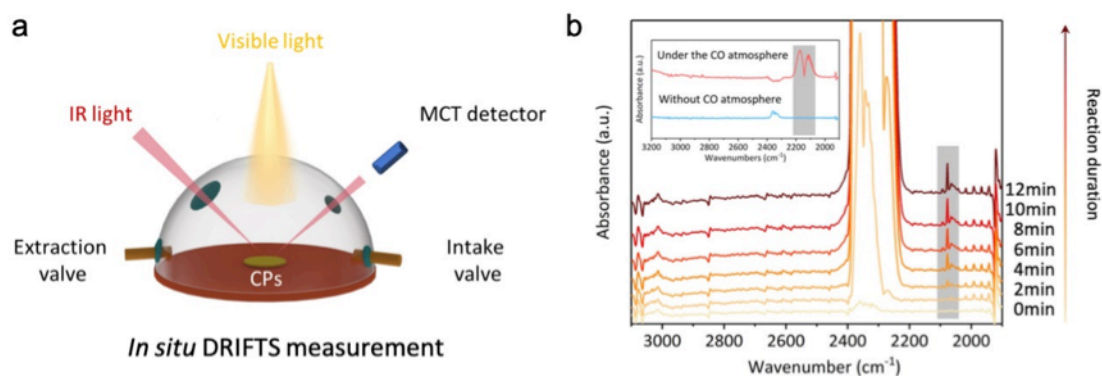 a
Visible light
IR light
MCT detector
Extraction
valve
Intake
valve
CPs
In situ DRIFTS measurement
b
Absorbance (a.u.)
Under the CO atmosphere
Without CO atmosphere
Absorbance (a.u.)
3200 3000 2800 2600 2400 2200 2000
Wavenumbers (cm⁻¹)
12min
10min
8min
6min
4min
2min
0min
Reaction duration
3000 2800 2600 2400 2200 2000
Wavenumber (cm⁻¹)